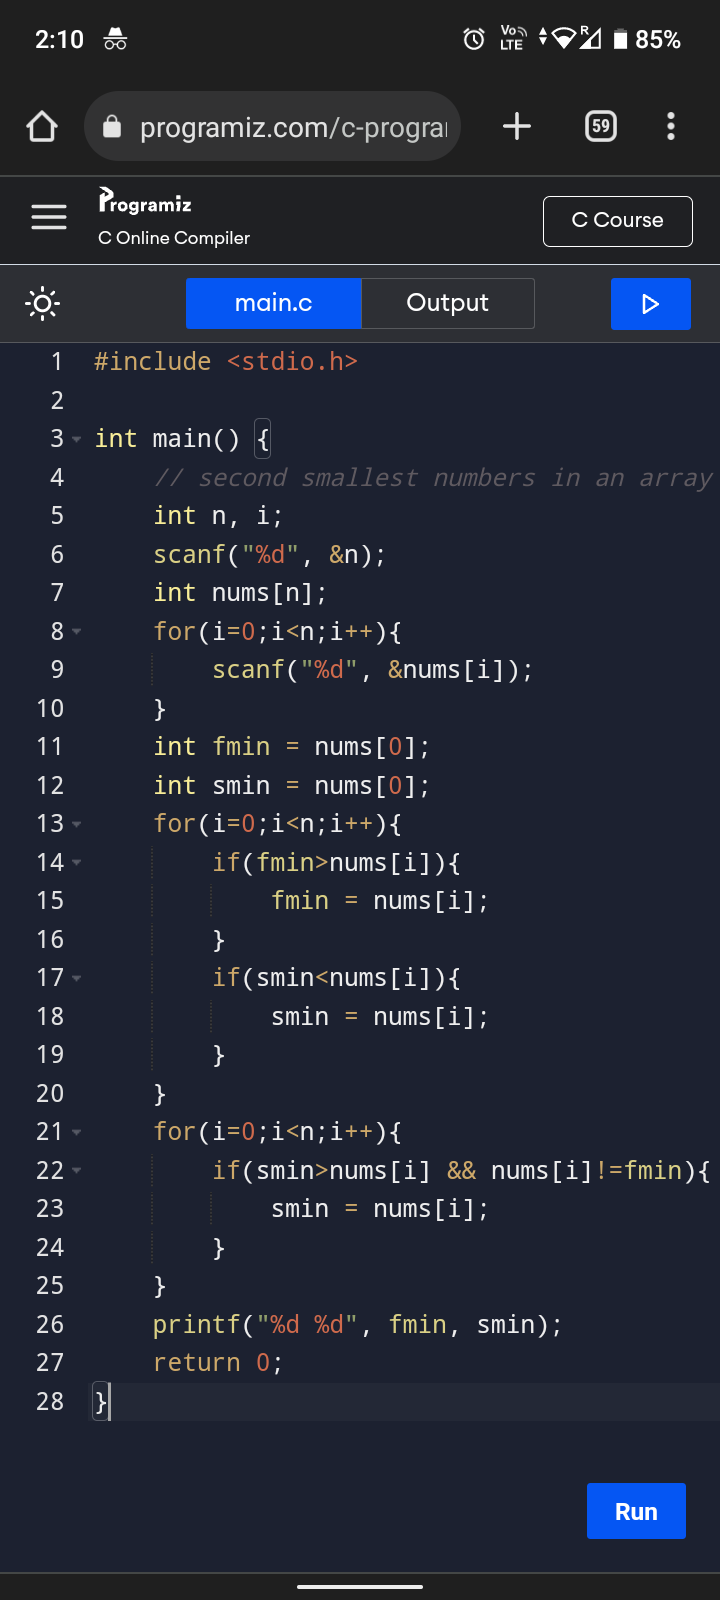 2:10
Vo LTE
R
85%
programiz.com/c-progra
59
Programiz
C Online Compiler
C Course
main.c
Output
1 #include <stdio.h>
2
3 int main() {
4     // second smallest numbers in an array
5     int n, i;
6     scanf("%d", &n);
7     int nums[n];
8     for(i=0;i<n;i++){
9         scanf("%d", &nums[i]);
10     }
11     int fmin = nums[0];
12     int smin = nums[0];
13     for(i=0;i<n;i++){
14         if(fmin>nums[i]){
15             fmin = nums[i];
16         }
17         if(smin<nums[i]){
18             smin = nums[i];
19         }
20     }
21     for(i=0;i<n;i++){
22         if(smin>nums[i] && nums[i]!=fmin){
23             smin = nums[i];
24         }
25     }
26     printf("%d %d", fmin, smin);
27     return 0;
28 }
Run